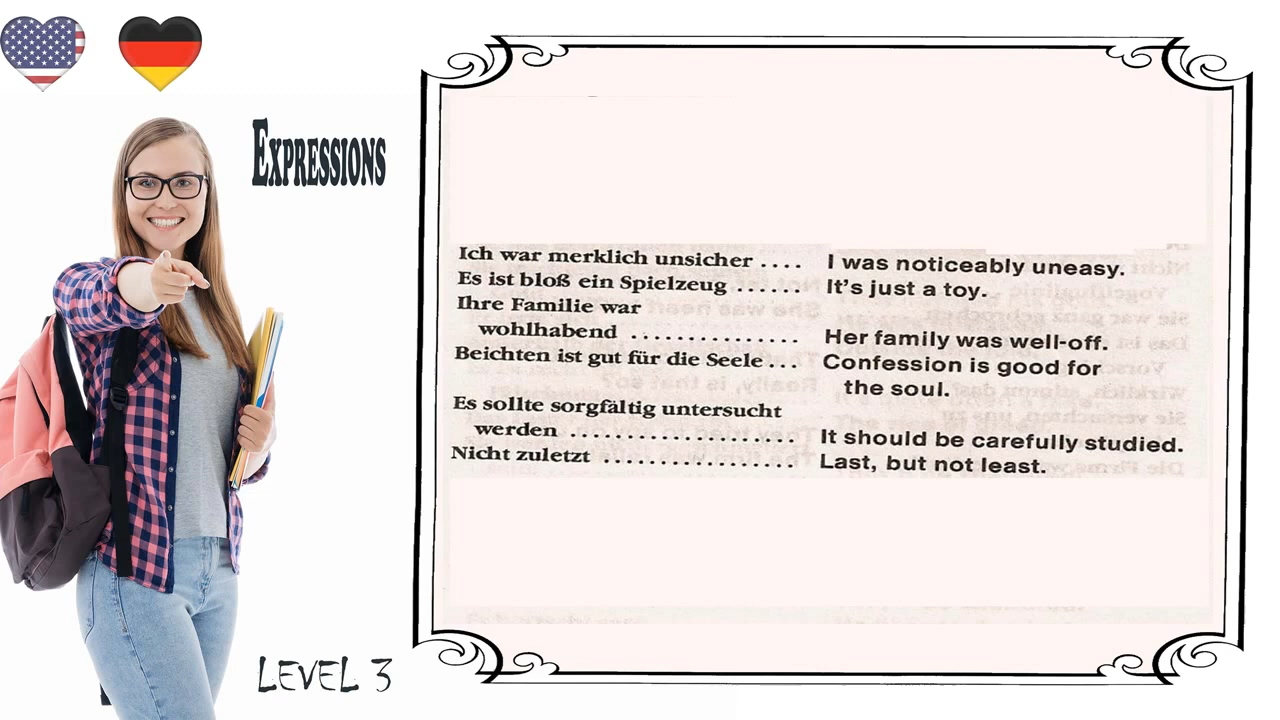 EXPRESSIONS
Ich war merklich unsicher .... I was noticeably uneasy.
Es ist bloß ein Spielzeug ....... It's just a toy.
Ihre Familie war
wohlhabend ............... Her family was well-off.
Beichten ist gut für die Seele... Confession is good for
the soul.
Es sollte sorgfältig untersucht
werden .................... It should be carefully studied.
Nicht zuletzt ................. Last, but not least.
LEVEL 3